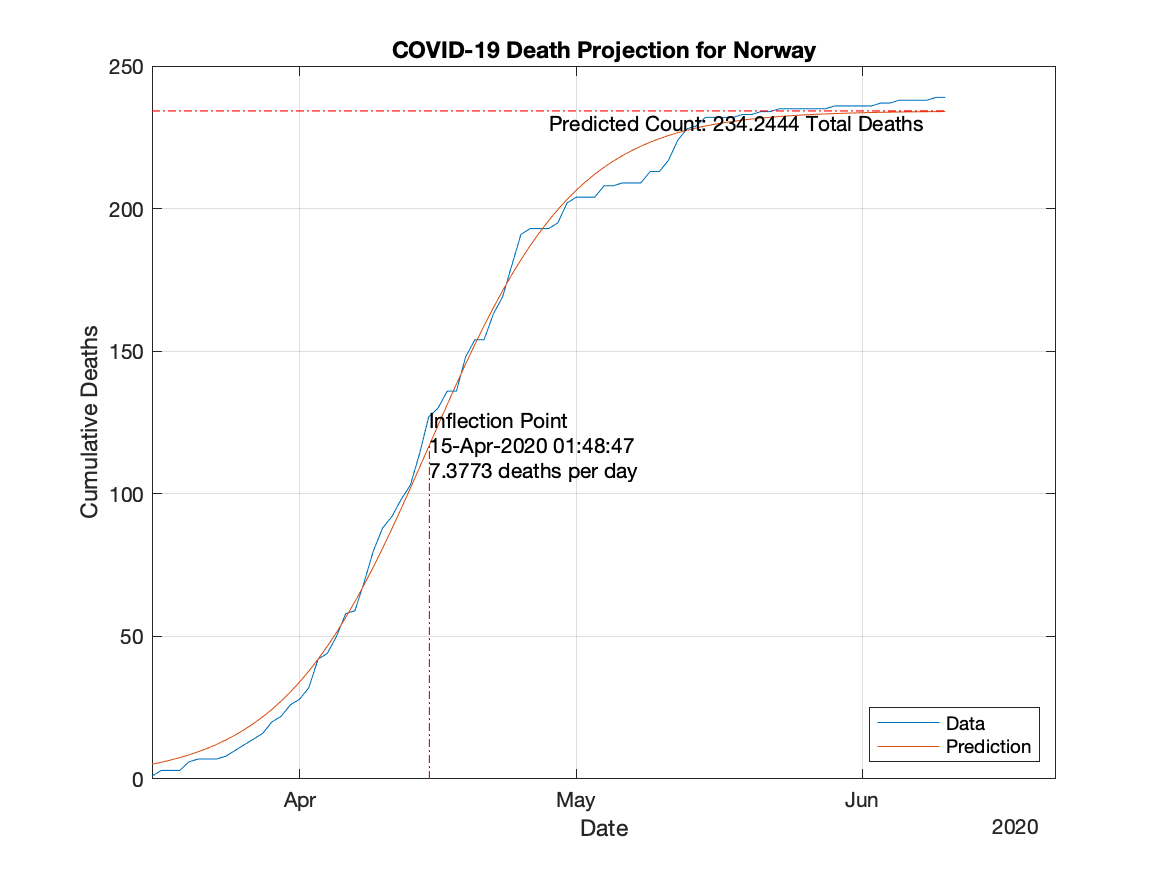 COVID-19 Death Projection for Norway
250
200
150
100
50
0
Cumulative Deaths
Predicted Count: 234.2444 Total Deaths
Inflection Point
15-Apr-2020 01:48:47
7.3773 deaths per day
Data
Prediction
Apr
May
Jun
Date
2020